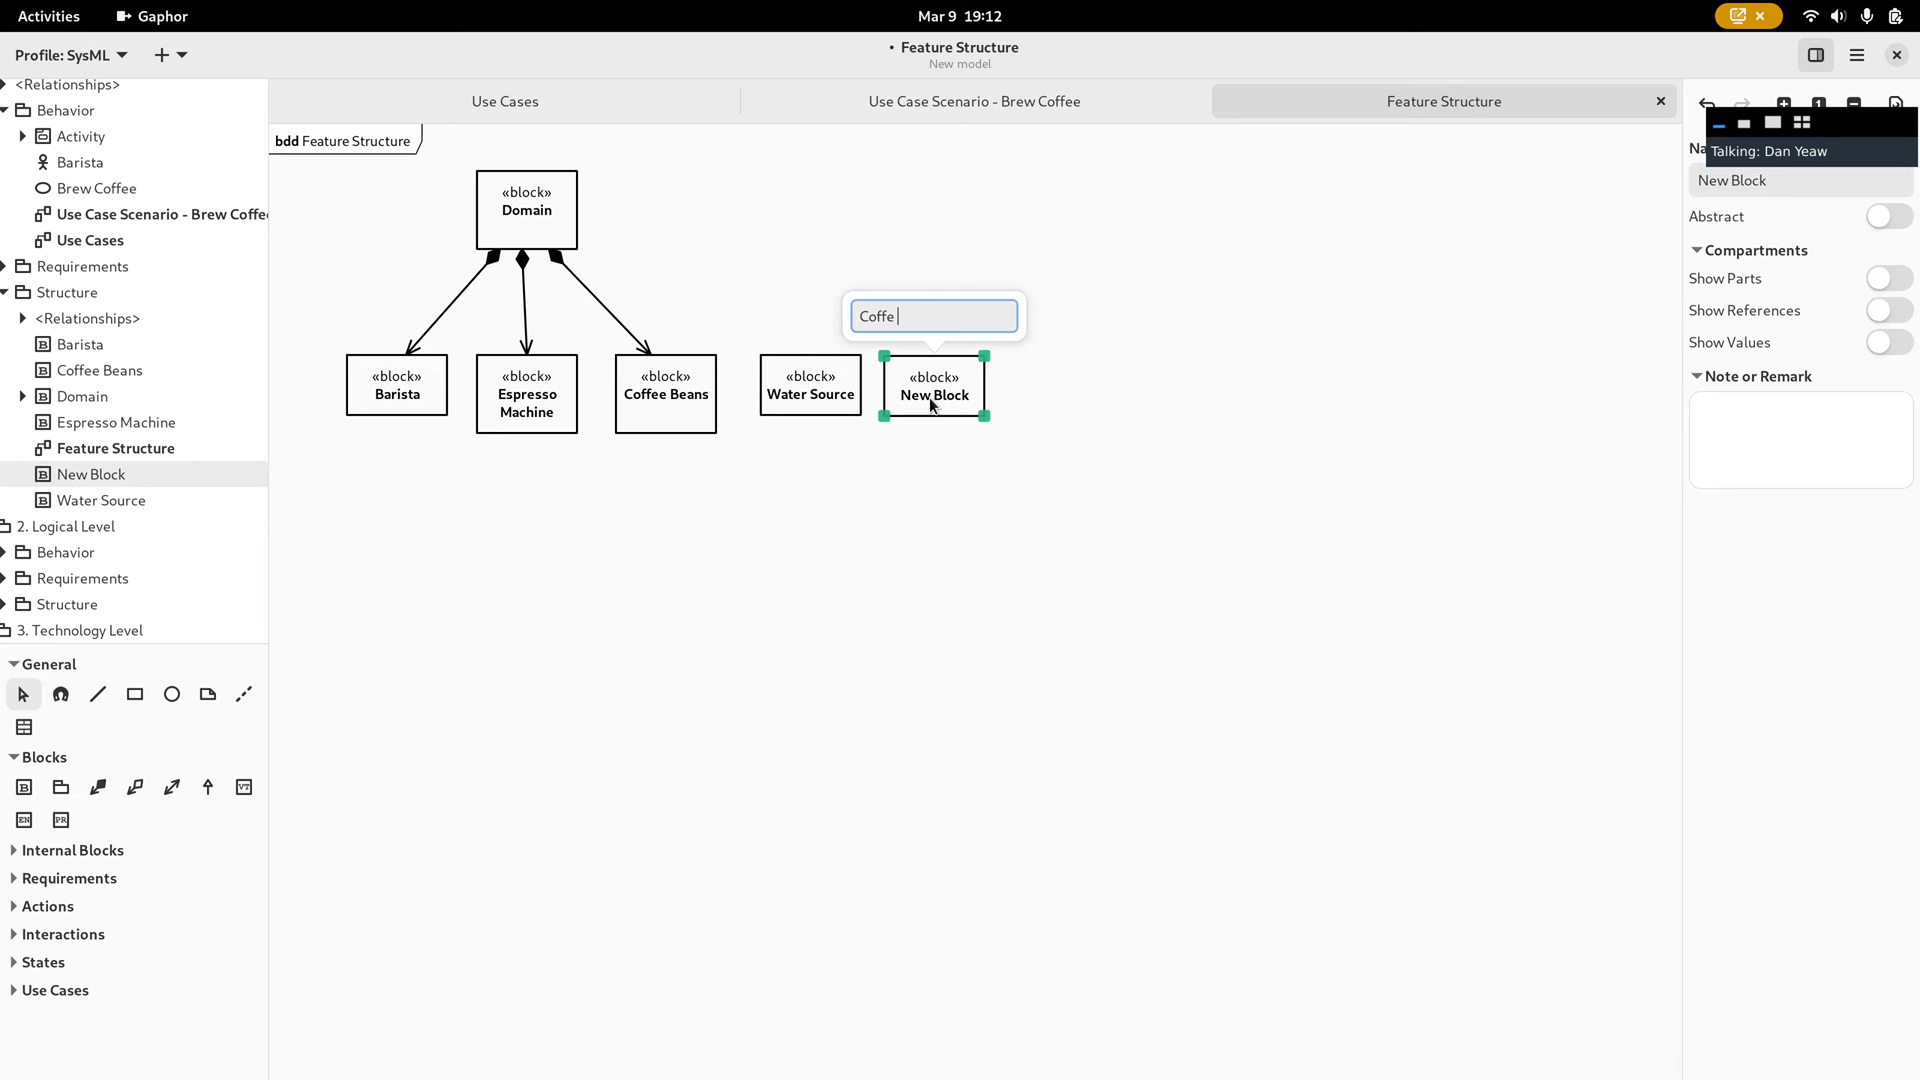 Activities
Gaphor
Mar 9 19:12
Profile: SysML
• Feature Structure
New model
<Relationships>
Behavior
Activity
Barista
Brew Coffee
Use Case Scenario - Brew Coffe
Use Cases
Requirements
Structure
<Relationships>
Barista
Coffee Beans
Domain
Espresso Machine
Feature Structure
New Block
Water Source
2. Logical Level
Behavior
Requirements
Structure
3. Technology Level
General
Blocks
B
VT
EN
PR
Internal Blocks
Requirements
Actions
Interactions
States
Use Cases
Use Cases
Use Case Scenario - Brew Coffee
Feature Structure
bdd Feature Structure
«block»
Domain
Coffe
«block»
Barista
«block»
Espresso
Machine
«block»
Coffee Beans
«block»
Water Source
«block»
New Block
Talking: Dan Yeaw
Na
New Block
Abstract
Compartments
Show Parts
Show References
Show Values
Note or Remark